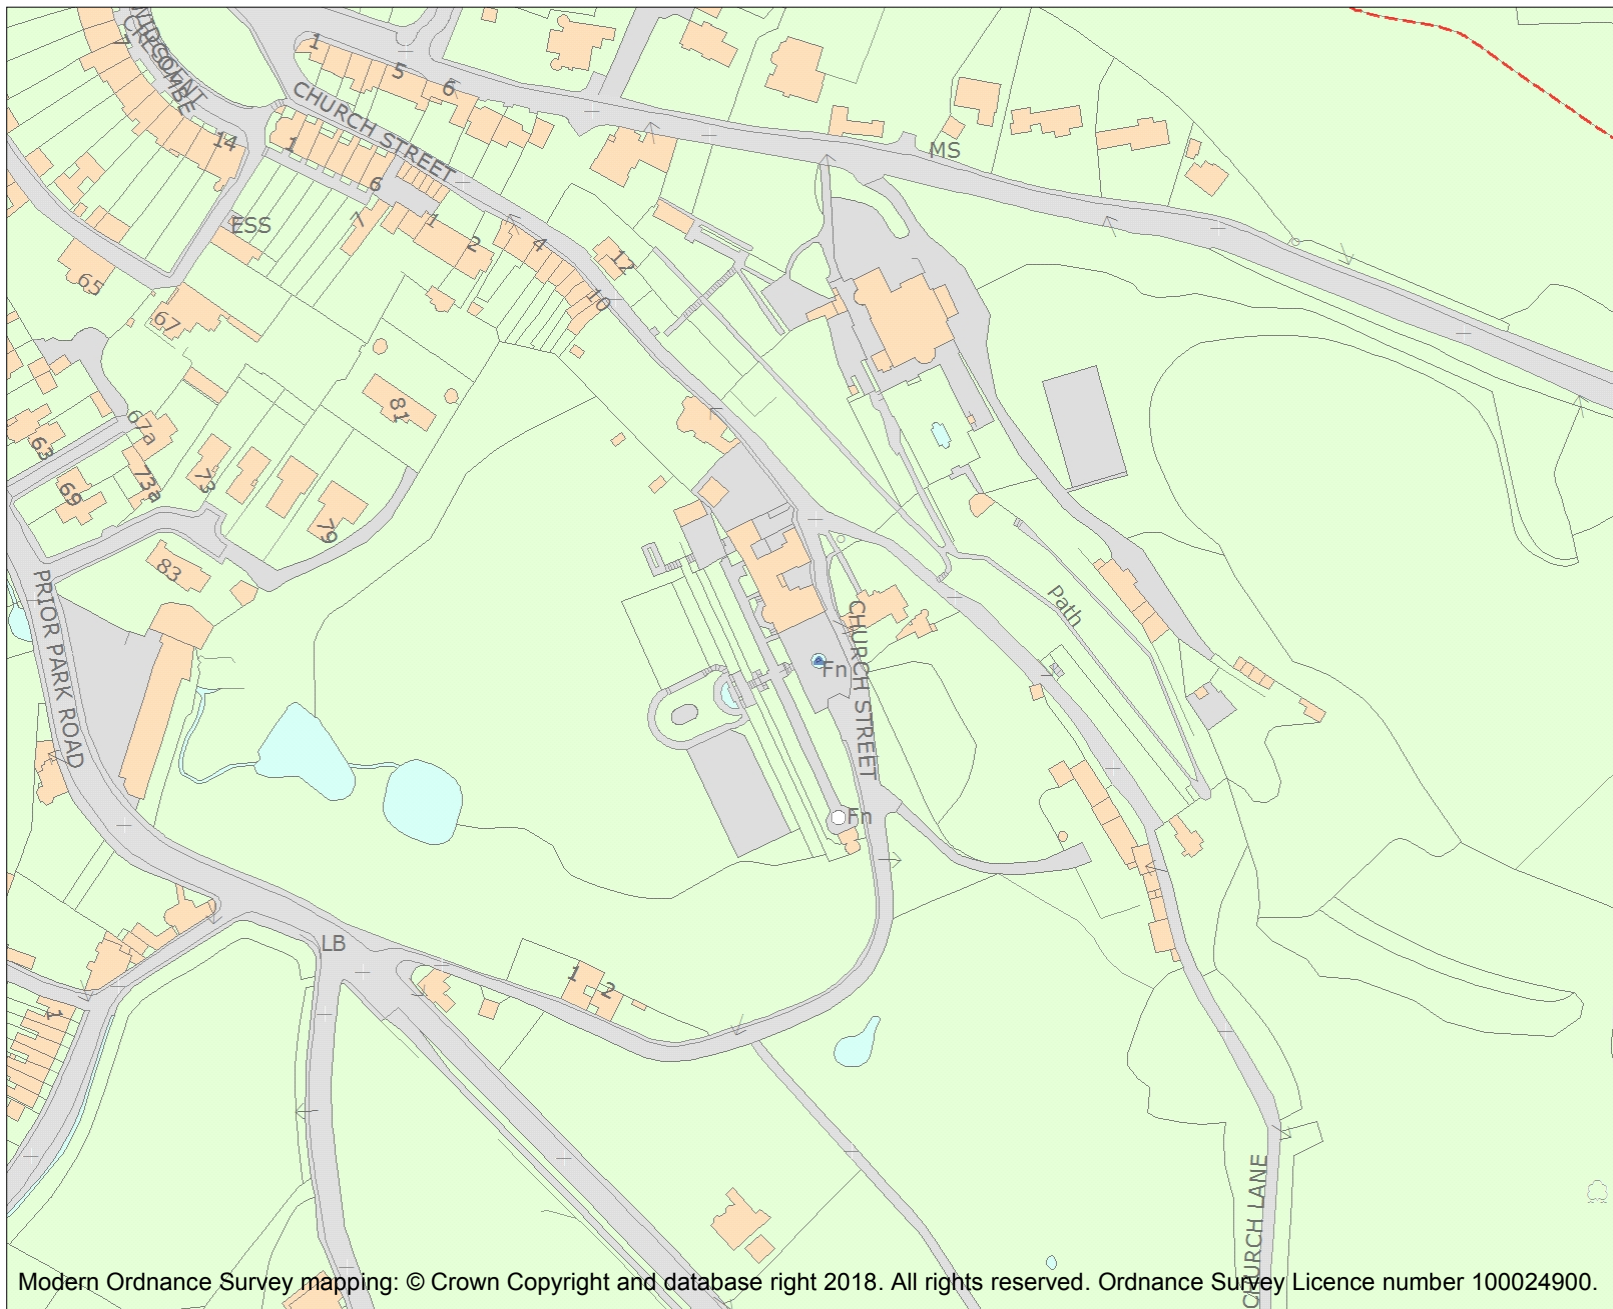 WIDCOMBE
CRESCENT
1
5
6
CHURCH STREET
1
14
6
MS
7
1
2
4
12
10
ESS
65
67
81
67a
63
69
73a
73
79
83
PRIOR PARK ROAD
Path
CHURCH STREET
Fn
Fn
LB
1
2
1
CHURCH LANE
Modern Ordnance Survey mapping: © Crown Copyright and database right 2018. All rights reserved. Ordnance Survey Licence number 100024900.